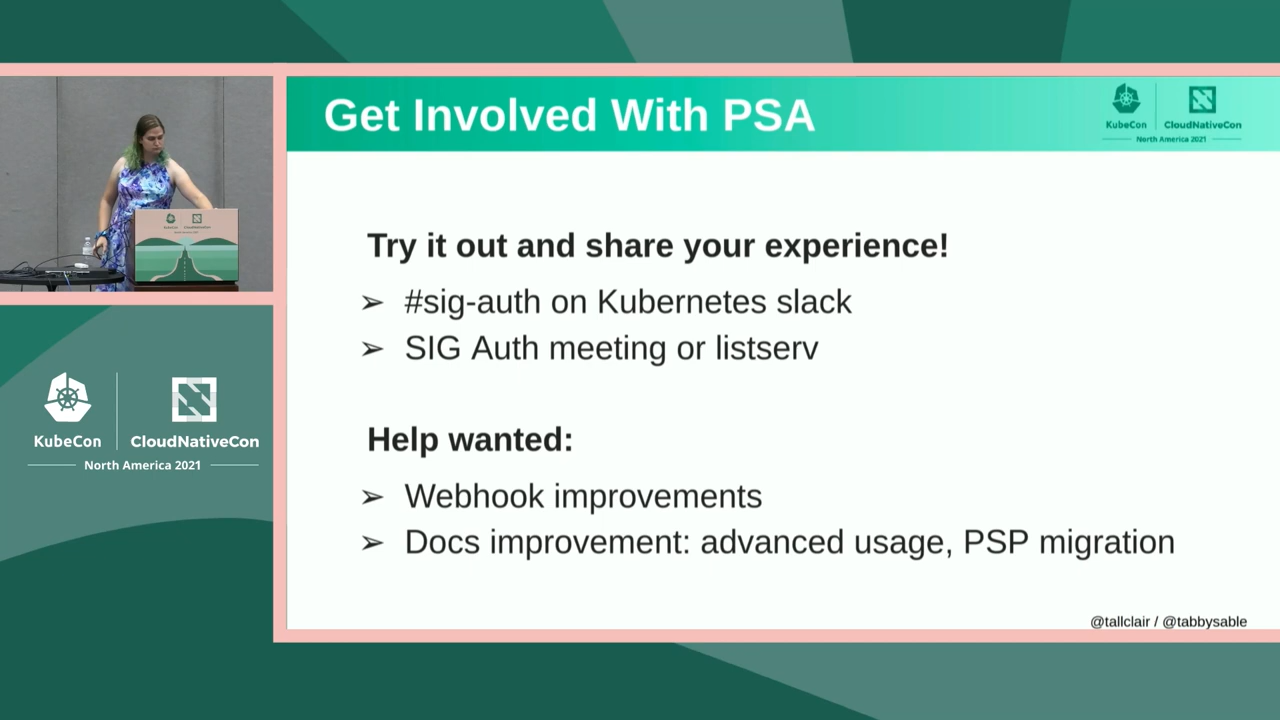 Get Involved With PSA
KubeCon
CloudNativeCon
North America 2021
Try it out and share your experience!
➢ #sig-auth on Kubernetes slack
➢ SIG Auth meeting or listserv
Help wanted:
➢ Webhook improvements
➢ Docs improvement: advanced usage, PSP migration
@tallclair / @tabbysable
KubeCon
CloudNativeCon
North America 2021